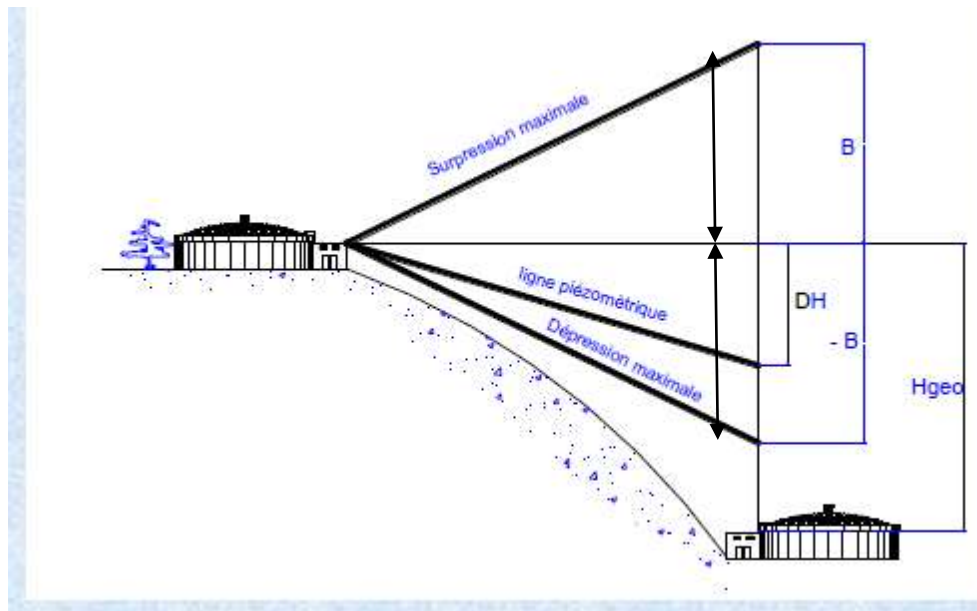 Surpression maximale
B
ligne piézométrique
DH
Dépression maximale
- B
Hgeo